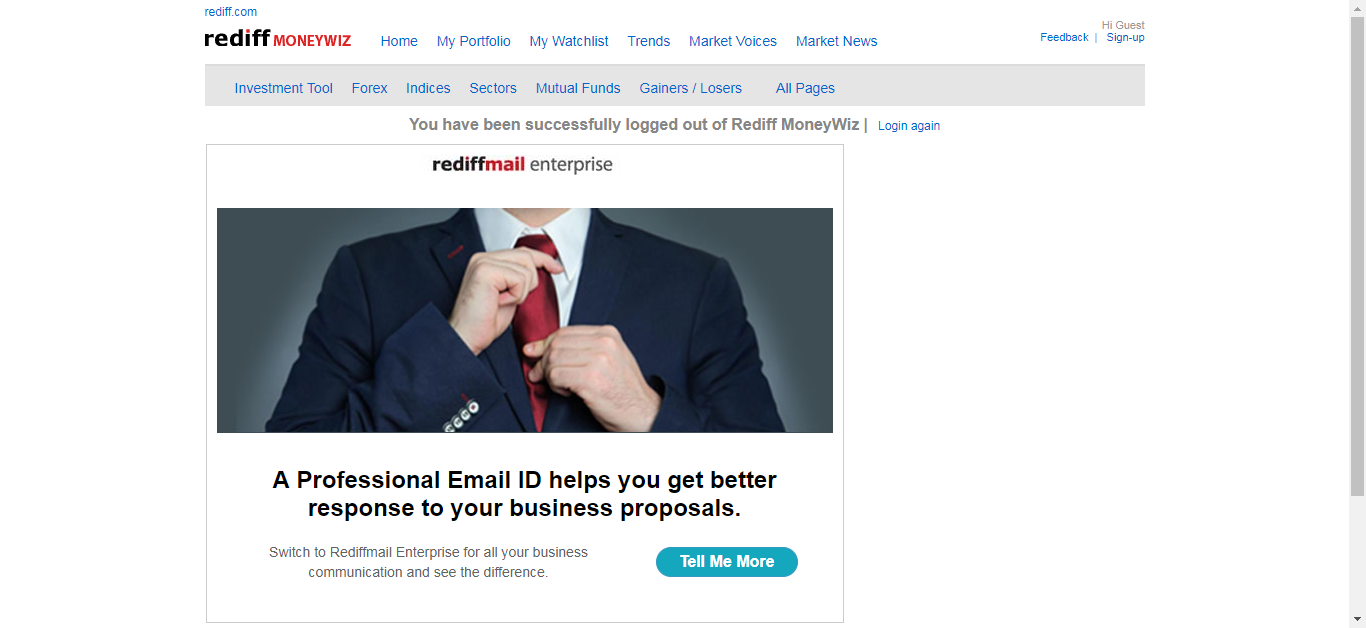 rediff.com
Hi Guest
rediff MONEYWIZ Home My Portfolio My Watchlist Trends Market Voices Market News
Feedback | Sign-up
Investment Tool Forex Indices Sectors Mutual Funds Gainers / Losers All Pages
You have been successfully logged out of Rediff MoneyWiz | Login again
rediffmail enterprise
A Professional Email ID helps you get better
response to your business proposals.
Switch to Rediffmail Enterprise for all your business
communication and see the difference.
Tell Me More